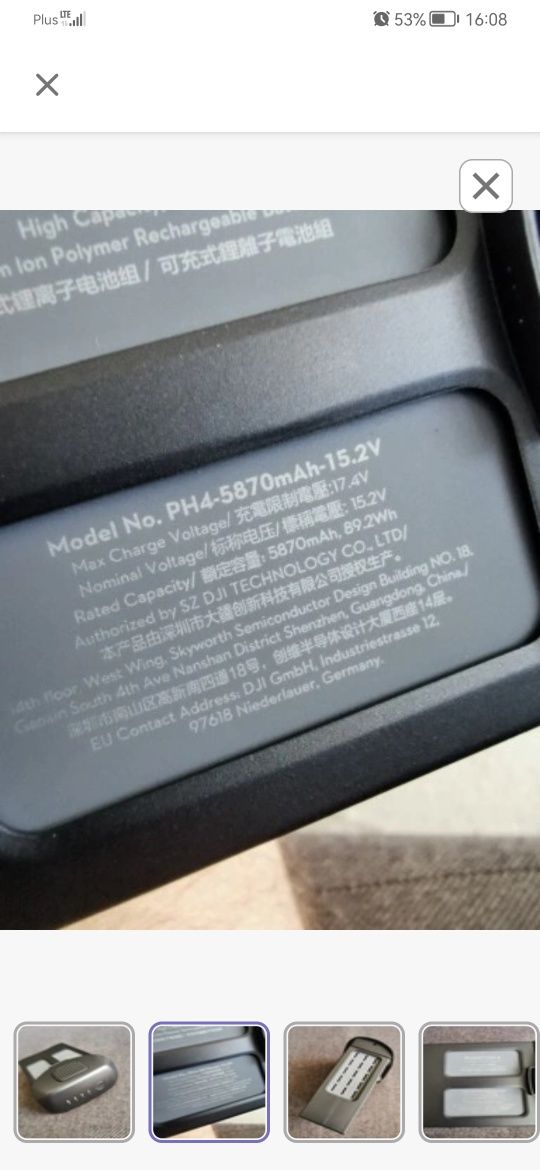 Plus LTE 53% 16:08
High Capacity
Ion Polymer Rechargeable
式锂离子电池组 / 可充式鋰離子電池組
Model No. PH4-5870mAh-15.2V
Max Charge Voltage/ 充電限制電壓:17.4V
Nominal Voltage/ 标称电压/ 標稱電壓: 15.2V
Rated Capacity/ 額定容量: 5870mAh, 89.2Wh
Authorized by SZ DJI TECHNOLOGY CO., LTD/
本产品由深圳市大疆创新科技有限公司授权生产。
14th floor, West Wing, Skyworth Semiconductor Design Building NO. 18,
Gaoxin South 4th Ave Nanshan District Shenzhen, Guangdong, China./
深圳市南山区高新南四道18号, 创维半导体设计大厦西座14层。
EU Contact Address: DJI GmbH, Industriestrasse 12,
97618 Niederlauer, Germany.